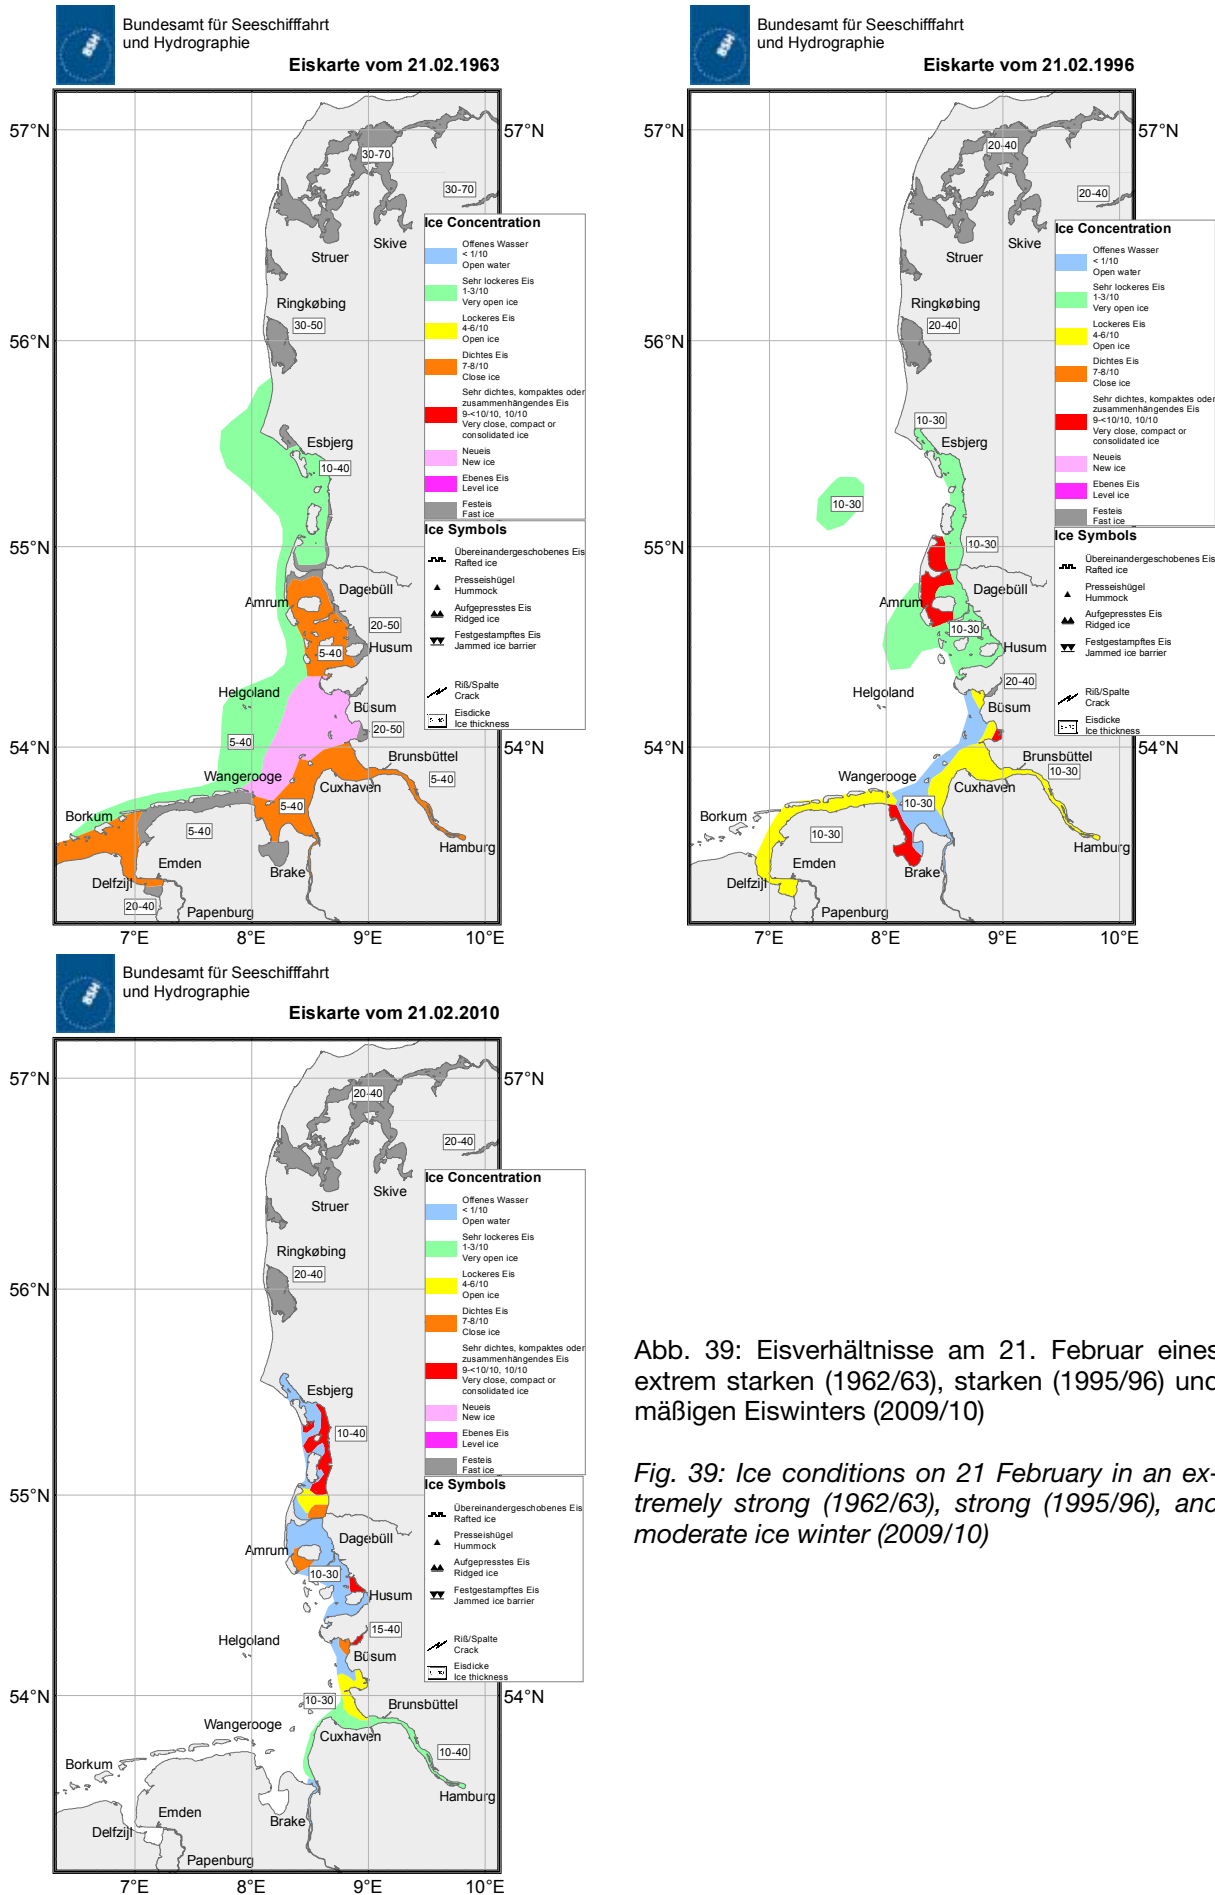 Bundesamt für Seeschifffahrt
und Hydrographie
Eiskarte vom 21.02.1963
57°N
57°N
56°N
55°N
54°N
54°N
7°E
8°E
9°E
10°E
30-70
30-70
Skive
Struer
Ringkøbing
30-50
Esbjerg
10-40
Dagebüll
Amrum
20-50
Husum
5-40
Helgoland
Büsum
20-50
5-40
Brunsbüttel
Wangerooge
5-40
Cuxhaven
5-40
Borkum
5-40
Hamburg
Emden
Brake
Delfzijl
20-40
Papenburg
Ice Concentration
Offenes Wasser
< 1/10
Open water
Sehr lockeres Eis
1-3/10
Very open ice
Lockeres Eis
4-6/10
Open ice
Dichtes Eis
7-8/10
Close ice
Sehr dichtes, kompaktes oder
zusammenhängendes Eis
9-<10/10, 10/10
Very close, compact or
consolidated ice
Neueis
New ice
Ebenes Eis
Level ice
Festeis
Fast ice
Ice Symbols
Übereinandergeschobenes Eis
Rafted ice
Presseishügel
Hummock
Aufgepresstes Eis
Ridged ice
Festgestampftes Eis
Jammed ice barrier
Riß/Spalte
Crack
Eisdicke
Ice thickness
Bundesamt für Seeschifffahrt
und Hydrographie
Eiskarte vom 21.02.1996
57°N
57°N
56°N
55°N
54°N
54°N
7°E
8°E
9°E
10°E
20-40
20-40
Skive
Struer
Ringkøbing
20-40
10-30
Esbjerg
10-30
10-30
Dagebüll
Amrum
10-30
Husum
20-40
Helgoland
Büsum
Brunsbüttel
10-30
Wangerooge
10-30
Cuxhaven
Borkum
10-30
Hamburg
Emden
Brake
Delfzijl
Papenburg
Ice Concentration
Offenes Wasser
< 1/10
Open water
Sehr lockeres Eis
1-3/10
Very open ice
Lockeres Eis
4-6/10
Open ice
Dichtes Eis
7-8/10
Close ice
Sehr dichtes, kompaktes oder
zusammenhängendes Eis
9-<10/10, 10/10
Very close, compact or
consolidated ice
Neueis
New ice
Ebenes Eis
Level ice
Festeis
Fast ice
Ice Symbols
Übereinandergeschobenes Eis
Rafted ice
Presseishügel
Hummock
Aufgepresstes Eis
Ridged ice
Festgestampftes Eis
Jammed ice barrier
Riß/Spalte
Crack
Eisdicke
Ice thickness
Bundesamt für Seeschifffahrt
und Hydrographie
Eiskarte vom 21.02.2010
57°N
57°N
56°N
55°N
54°N
54°N
7°E
8°E
9°E
10°E
20-40
20-40
Skive
Struer
Ringkøbing
20-40
Esbjerg
10-40
Dagebüll
Amrum
10-30
Husum
15-40
Helgoland
Büsum
10-30
Brunsbüttel
Wangerooge
Cuxhaven
10-40
Borkum
Hamburg
Emden
Brake
Delfzijl
Papenburg
Ice Concentration
Offenes Wasser
< 1/10
Open water
Sehr lockeres Eis
1-3/10
Very open ice
Lockeres Eis
4-6/10
Open ice
Dichtes Eis
7-8/10
Close ice
Sehr dichtes, kompaktes oder
zusammenhängendes Eis
9-<10/10, 10/10
Very close, compact or
consolidated ice
Neueis
New ice
Ebenes Eis
Level ice
Festeis
Fast ice
Ice Symbols
Übereinandergeschobenes Eis
Rafted ice
Presseishügel
Hummock
Aufgepresstes Eis
Ridged ice
Festgestampftes Eis
Jammed ice barrier
Riß/Spalte
Crack
Eisdicke
Ice thickness
Abb. 39: Eisverhältnisse am 21. Februar eines
extrem starken (1962/63), starken (1995/96) und
mäßigen Eiswinters (2009/10)
Fig. 39: Ice conditions on 21 February in an ex-
tremely strong (1962/63), strong (1995/96), and
moderate ice winter (2009/10)